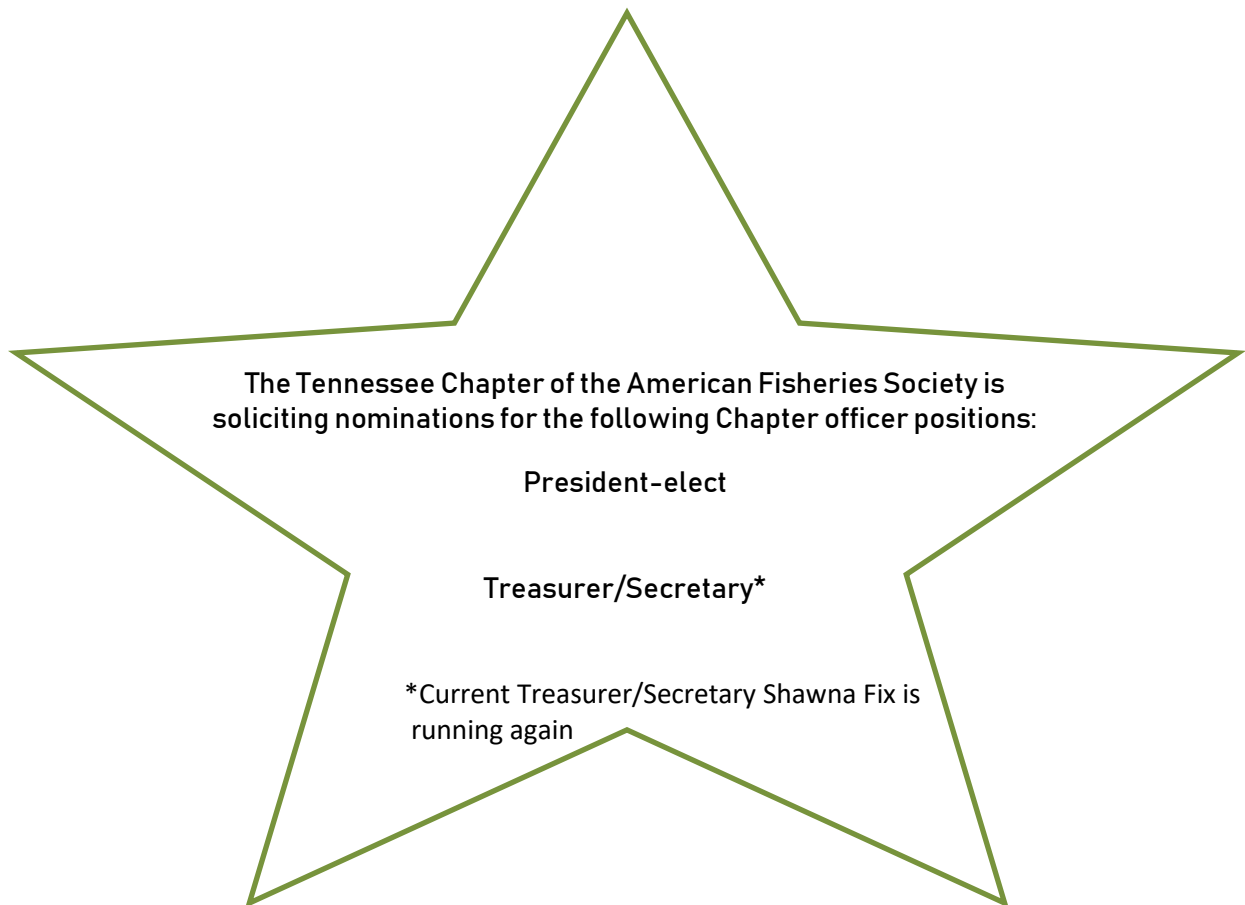 The Tennessee Chapter of the American Fisheries Society is
soliciting nominations for the following Chapter officer positions:
President-elect
Treasurer/Secretary*
*Current Treasurer/Secretary Shawna Fix is
running again